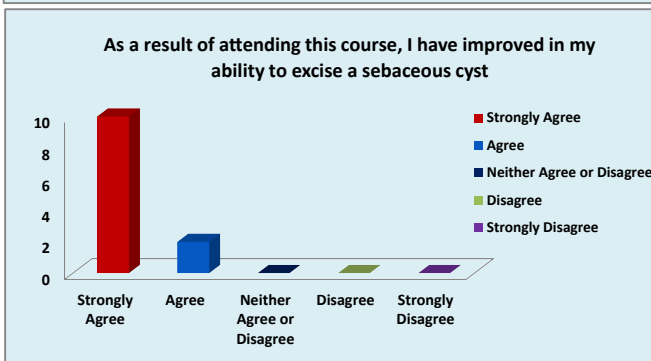 As a result of attending this course, I have improved in my
ability to excise a sebaceous cyst
10
8
6
4
2
0
Strongly
Agree
Agree
Neither
Agree or
Disagree
Disagree
Strongly
Disagree
Strongly Agree
Agree
Neither Agree or Disagree
Disagree
Strongly Disagree